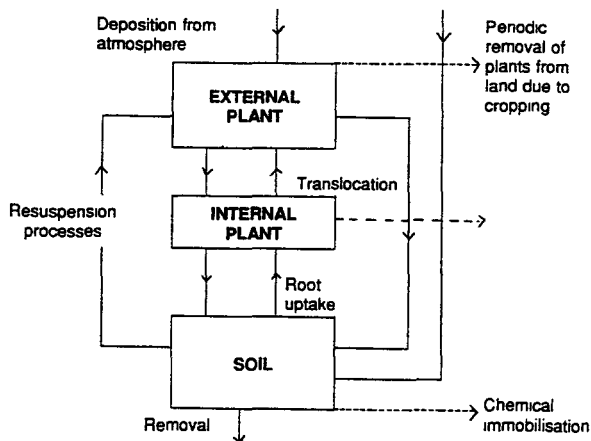 Deposition from
atmosphere
Periodic
removal of
plants from
land due to
cropping
EXTERNAL
PLANT
Translocation
Resuspension
processes
INTERNAL
PLANT
Root
uptake
SOIL
Removal
Chemical
immobilisation